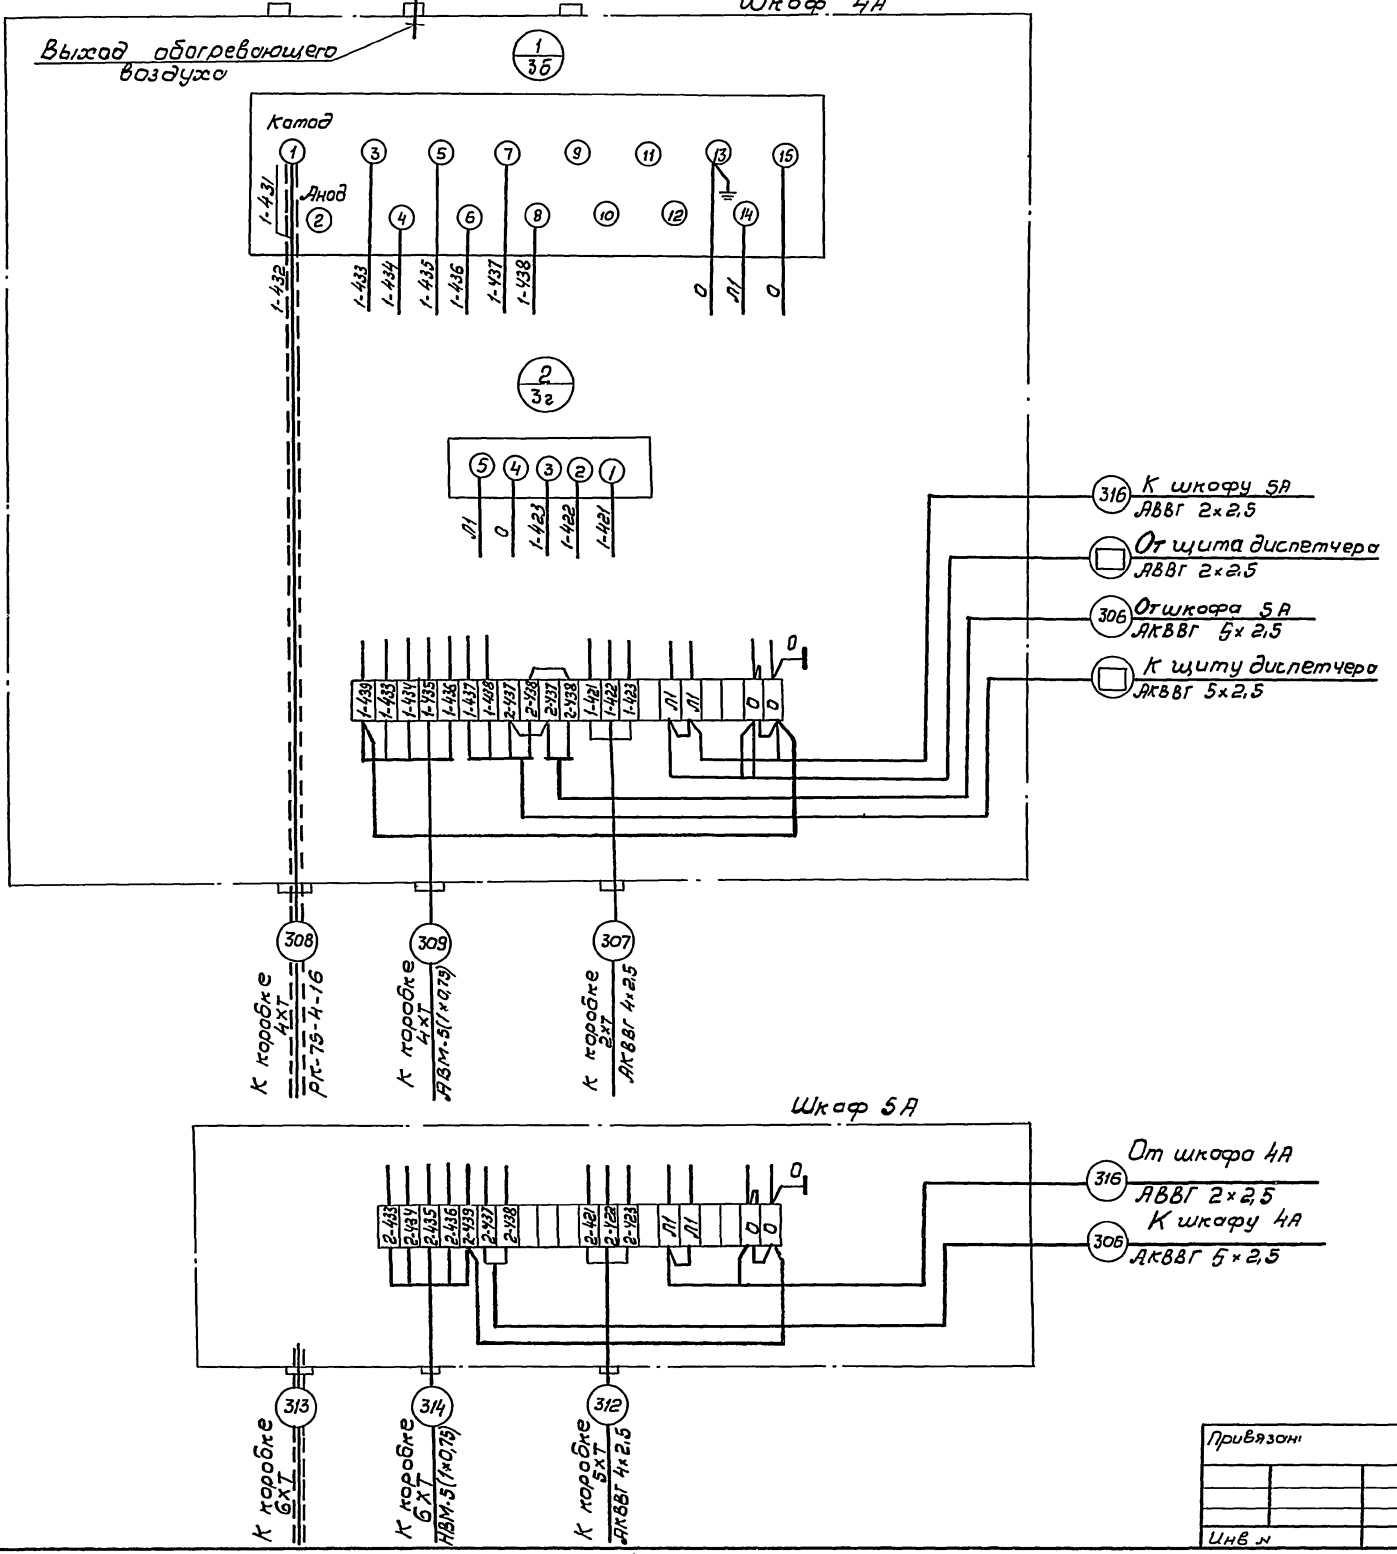 Шкаф 4А
Выход обогревающего
воздуха
1
3б
Катод
1 3 5 7 9 11 13 15
1-431
Анод
2 4 6 8 10 12 14
1-432
1-433
1-434
1-435
1-436
1-437
1-438
0
Л1
0
2
3г
5 4 3 2 1
Л1
0
1-423
1-422
1-421
316 К шкафу 5А
АВВГ 2×2,5
От щита диспетчера
АВВГ 2×2,5
306 От шкафа 5А
АКВВГ 5×2,5
К щиту диспетчера
АКВВГ 5×2,5
0
1-439
1-433
1-434
1-435
1-436
1-437
1-438
2-437
2-438
2-437
2-438
1-421
1-422
1-423
Л1
Л1
0
0
308
К коробке
4хТ
РК-75-4-16
309
К коробке
4хТ
АВМ-5(1×0,75)
307
К коробке
2хТ
АКВВГ 4×2,5
Шкаф 5А
0
2-433
2-434
2-435
2-436
2-439
2-437
2-438
2-421
2-422
2-423
Л1
Л1
0
0
316 От шкафа 4А
АВВГ 2×2,5
306 К шкафу 4А
АКВВГ 5×2,5
313
К коробке
6хТ
314
К коробке
6хТ
НВМ-5(1×0,75)
312
К коробке
5хТ
АКВВГ 4×2,5
Привязан:
Инв №